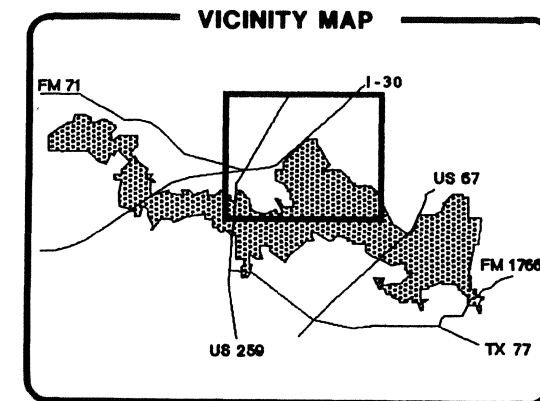 VICINITY MAP
FM 71
I-30
US 67
FM 1766
US 259
TX 77